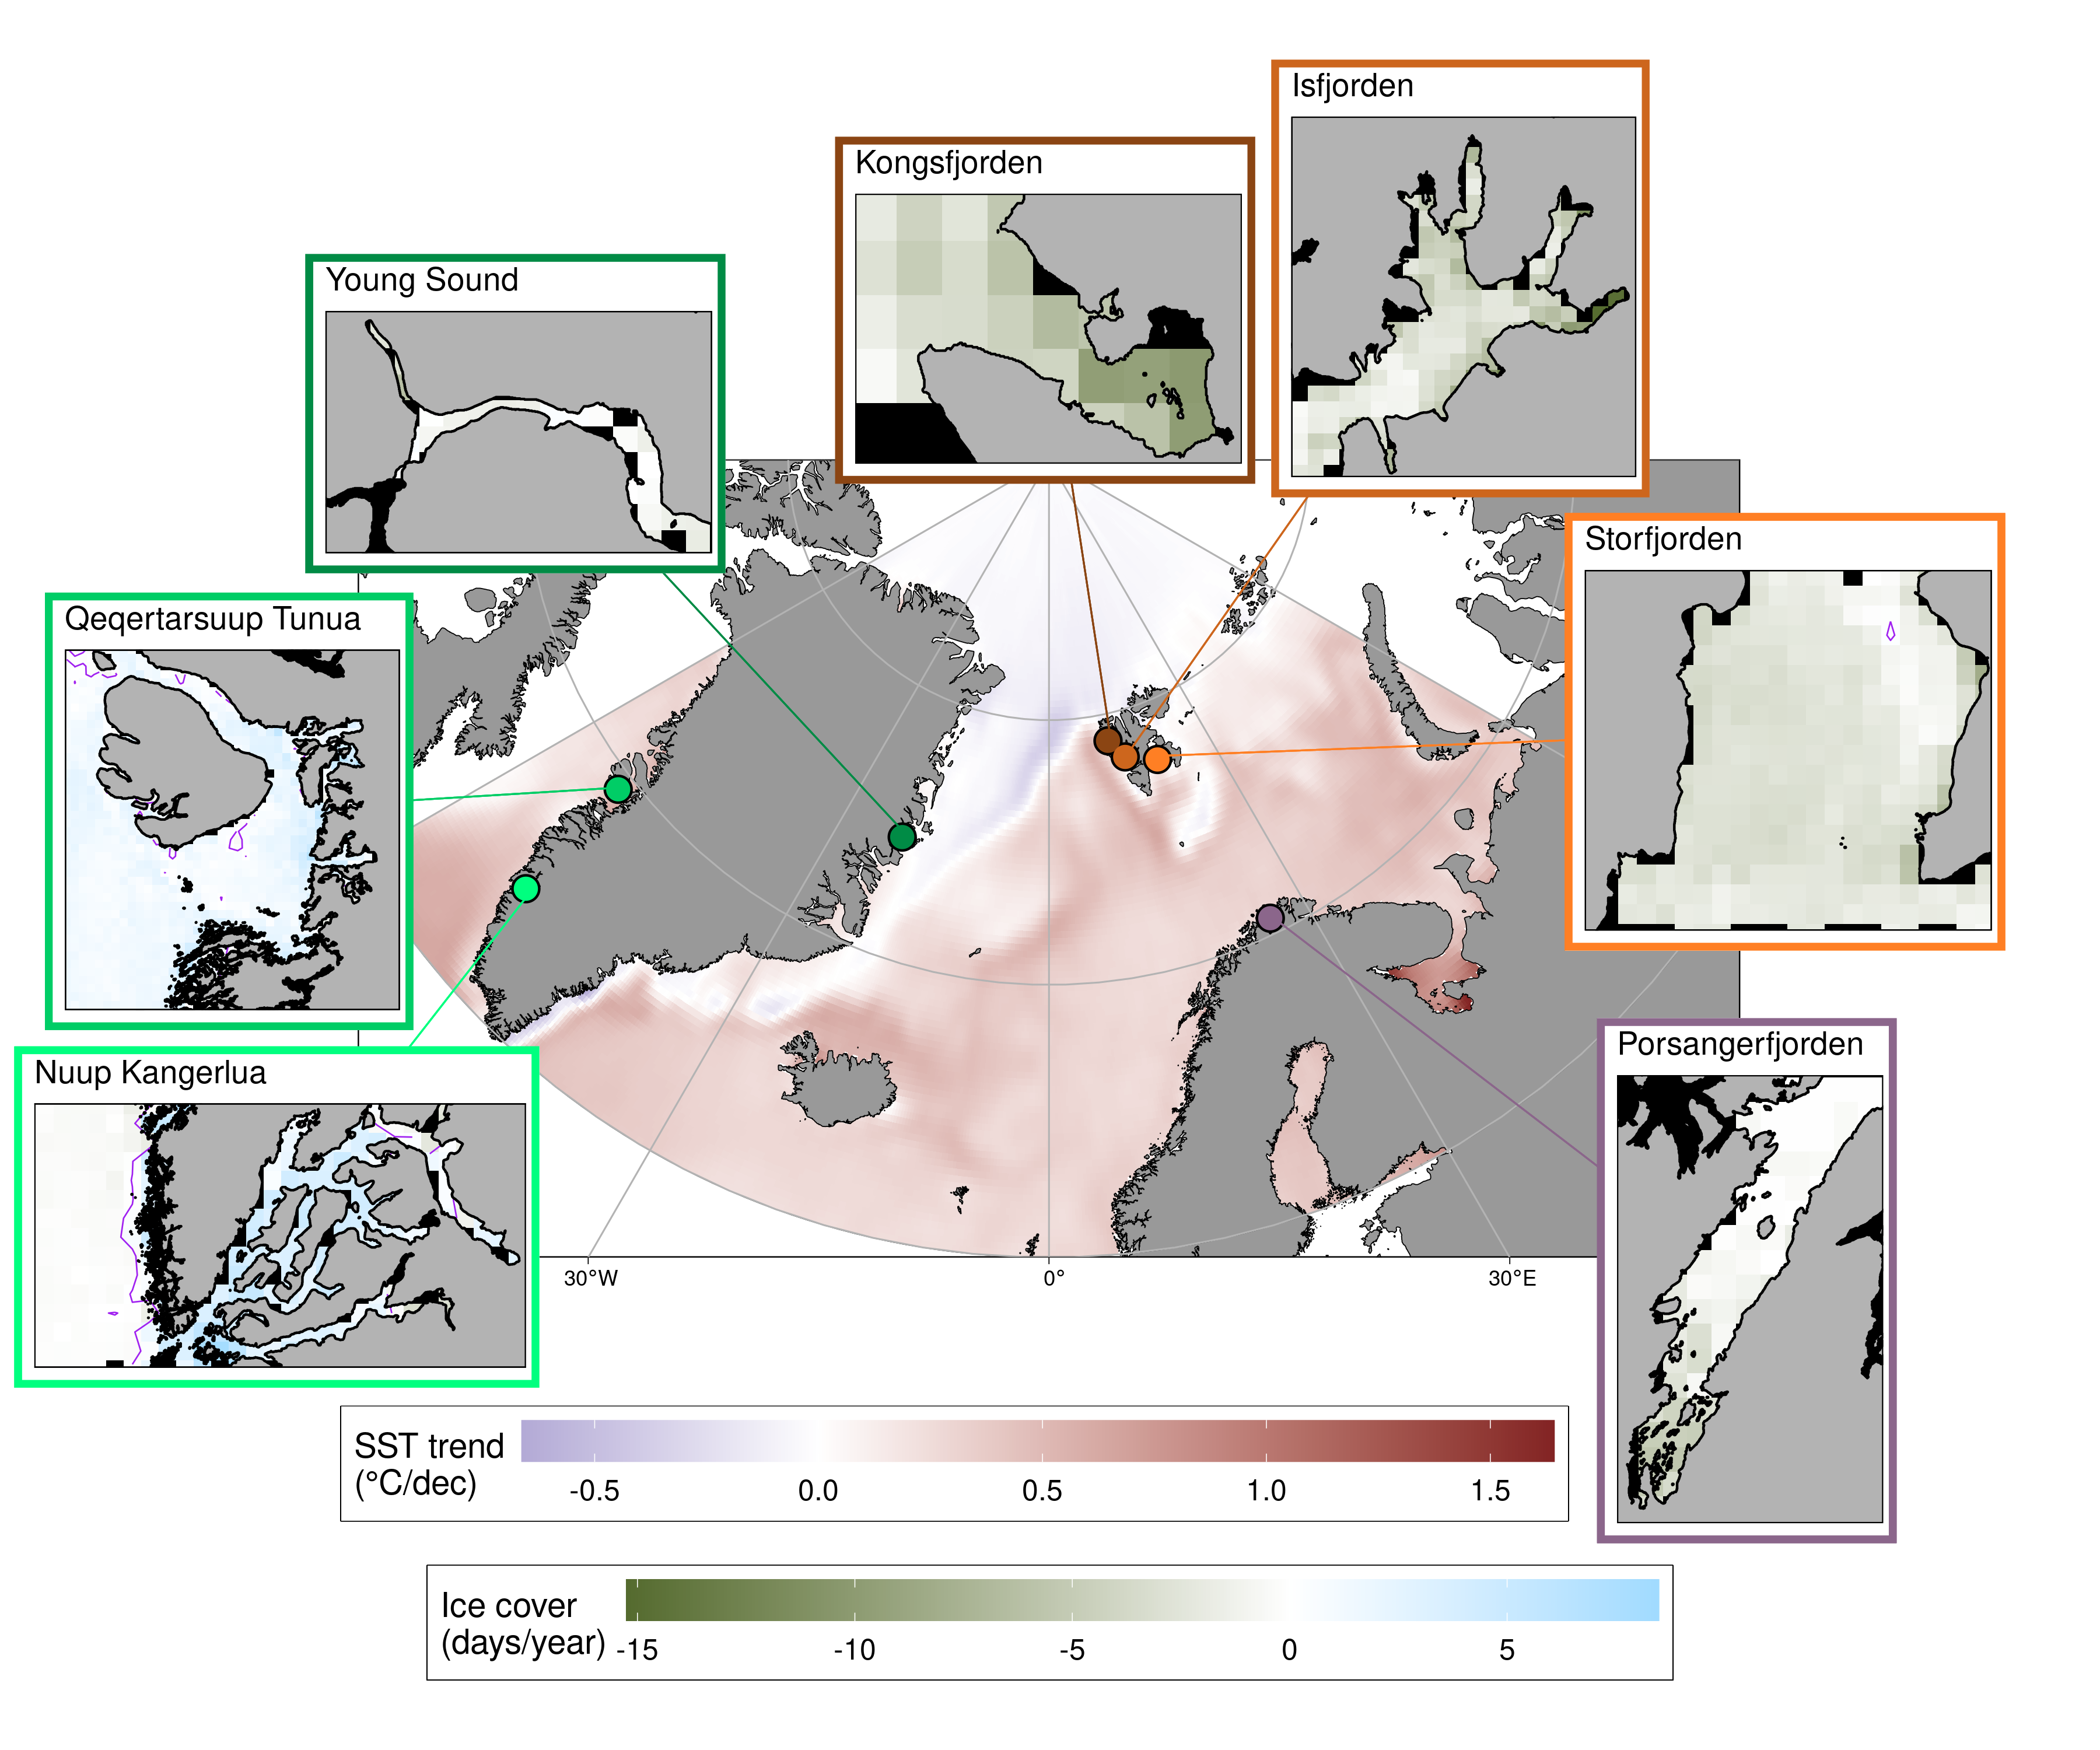 Isfjorden
Kongsfjorden
Young Sound
Storfjorden
Qeqertarsuup Tunua
Porsangerfjorden
Nuup Kangerlua
30°W
0°
30°E
SST trend
(°C/dec)
-0.5
0.0
0.5
1.0
1.5
Ice cover
(days/year)
-15
-10
-5
0
5